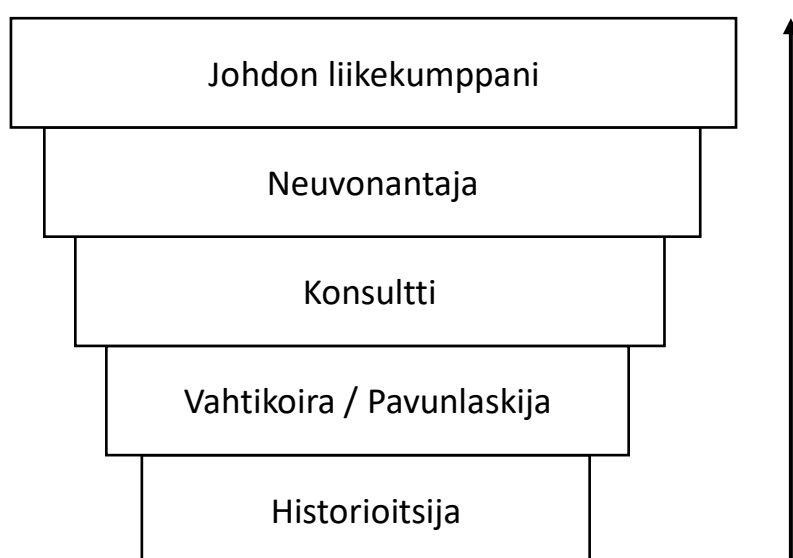 Johdon liikekumppani
Neuvonantaja
Konsultti
Vahtikoira / Pavunlaskija
Historioitsija